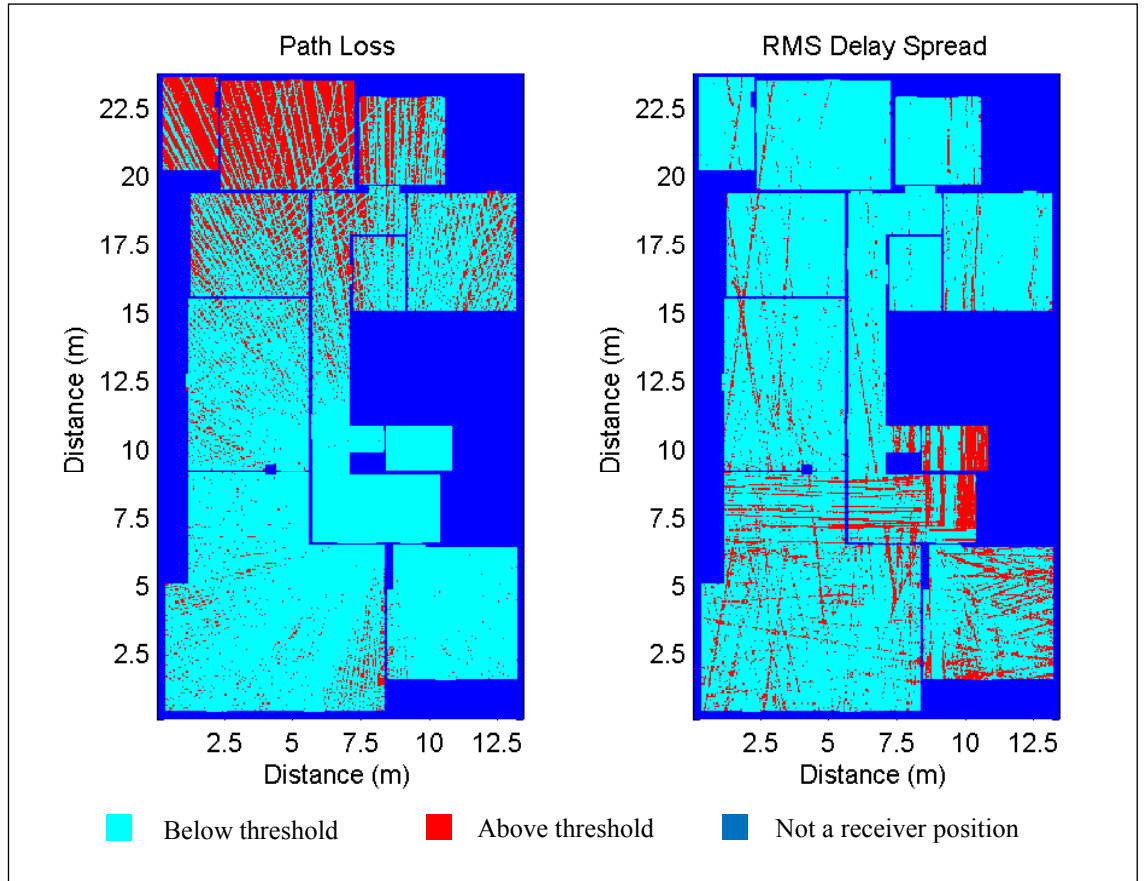 Path Loss
RMS Delay Spread
22.5
20
17.5
15
12.5
10
7.5
5
2.5
Distance (m)
2.5 5 7.5 10 12.5
Distance (m)
22.5
20
17.5
15
12.5
10
7.5
5
2.5
Distance (m)
2.5 5 7.5 10 12.5
Distance (m)
Below threshold
Above threshold
Not a receiver position